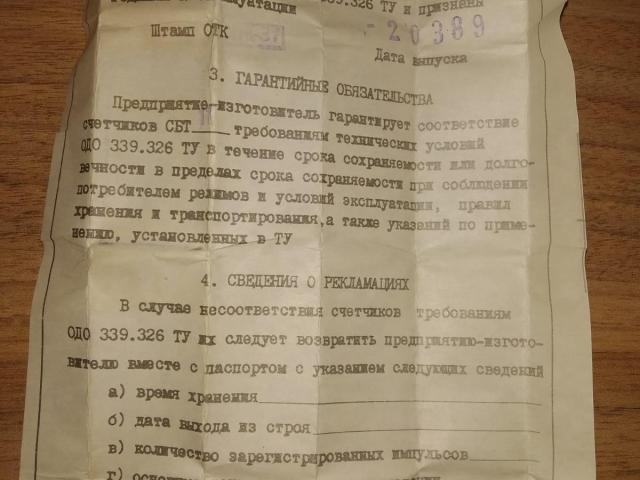 эксплуатации 339.326 ТУ и признаны
Штамп ОТК
20389
Дата выпуска
3. ГАРАНТИЙНЫЕ ОБЯЗАТЕЛЬСТВА
Предприятие-изготовитель гарантирует соответствие
счетчиков СБТ____ требованиям технических условий
ОДО 339.326 ТУ в течение срока сохраняемости или долго-
вечности в пределах срока сохраняемости при соблюдении
потребителем режимов и условий эксплуатации, правил
хранения и транспортирования,а также указаний по приме-
нению, установленных в ТУ
4. СВЕДЕНИЯ О РЕКЛАМАЦИЯХ
В случае несоответствия счетчиков требованиям
ОДО 339.326 ТУ их следует возвратить предприятию-изгото-
вителю вместе с паспортом с указанием следующих сведений
а) время хранения
б) дата выхода из строя
в) количество зарегистрированных импульсов
г)